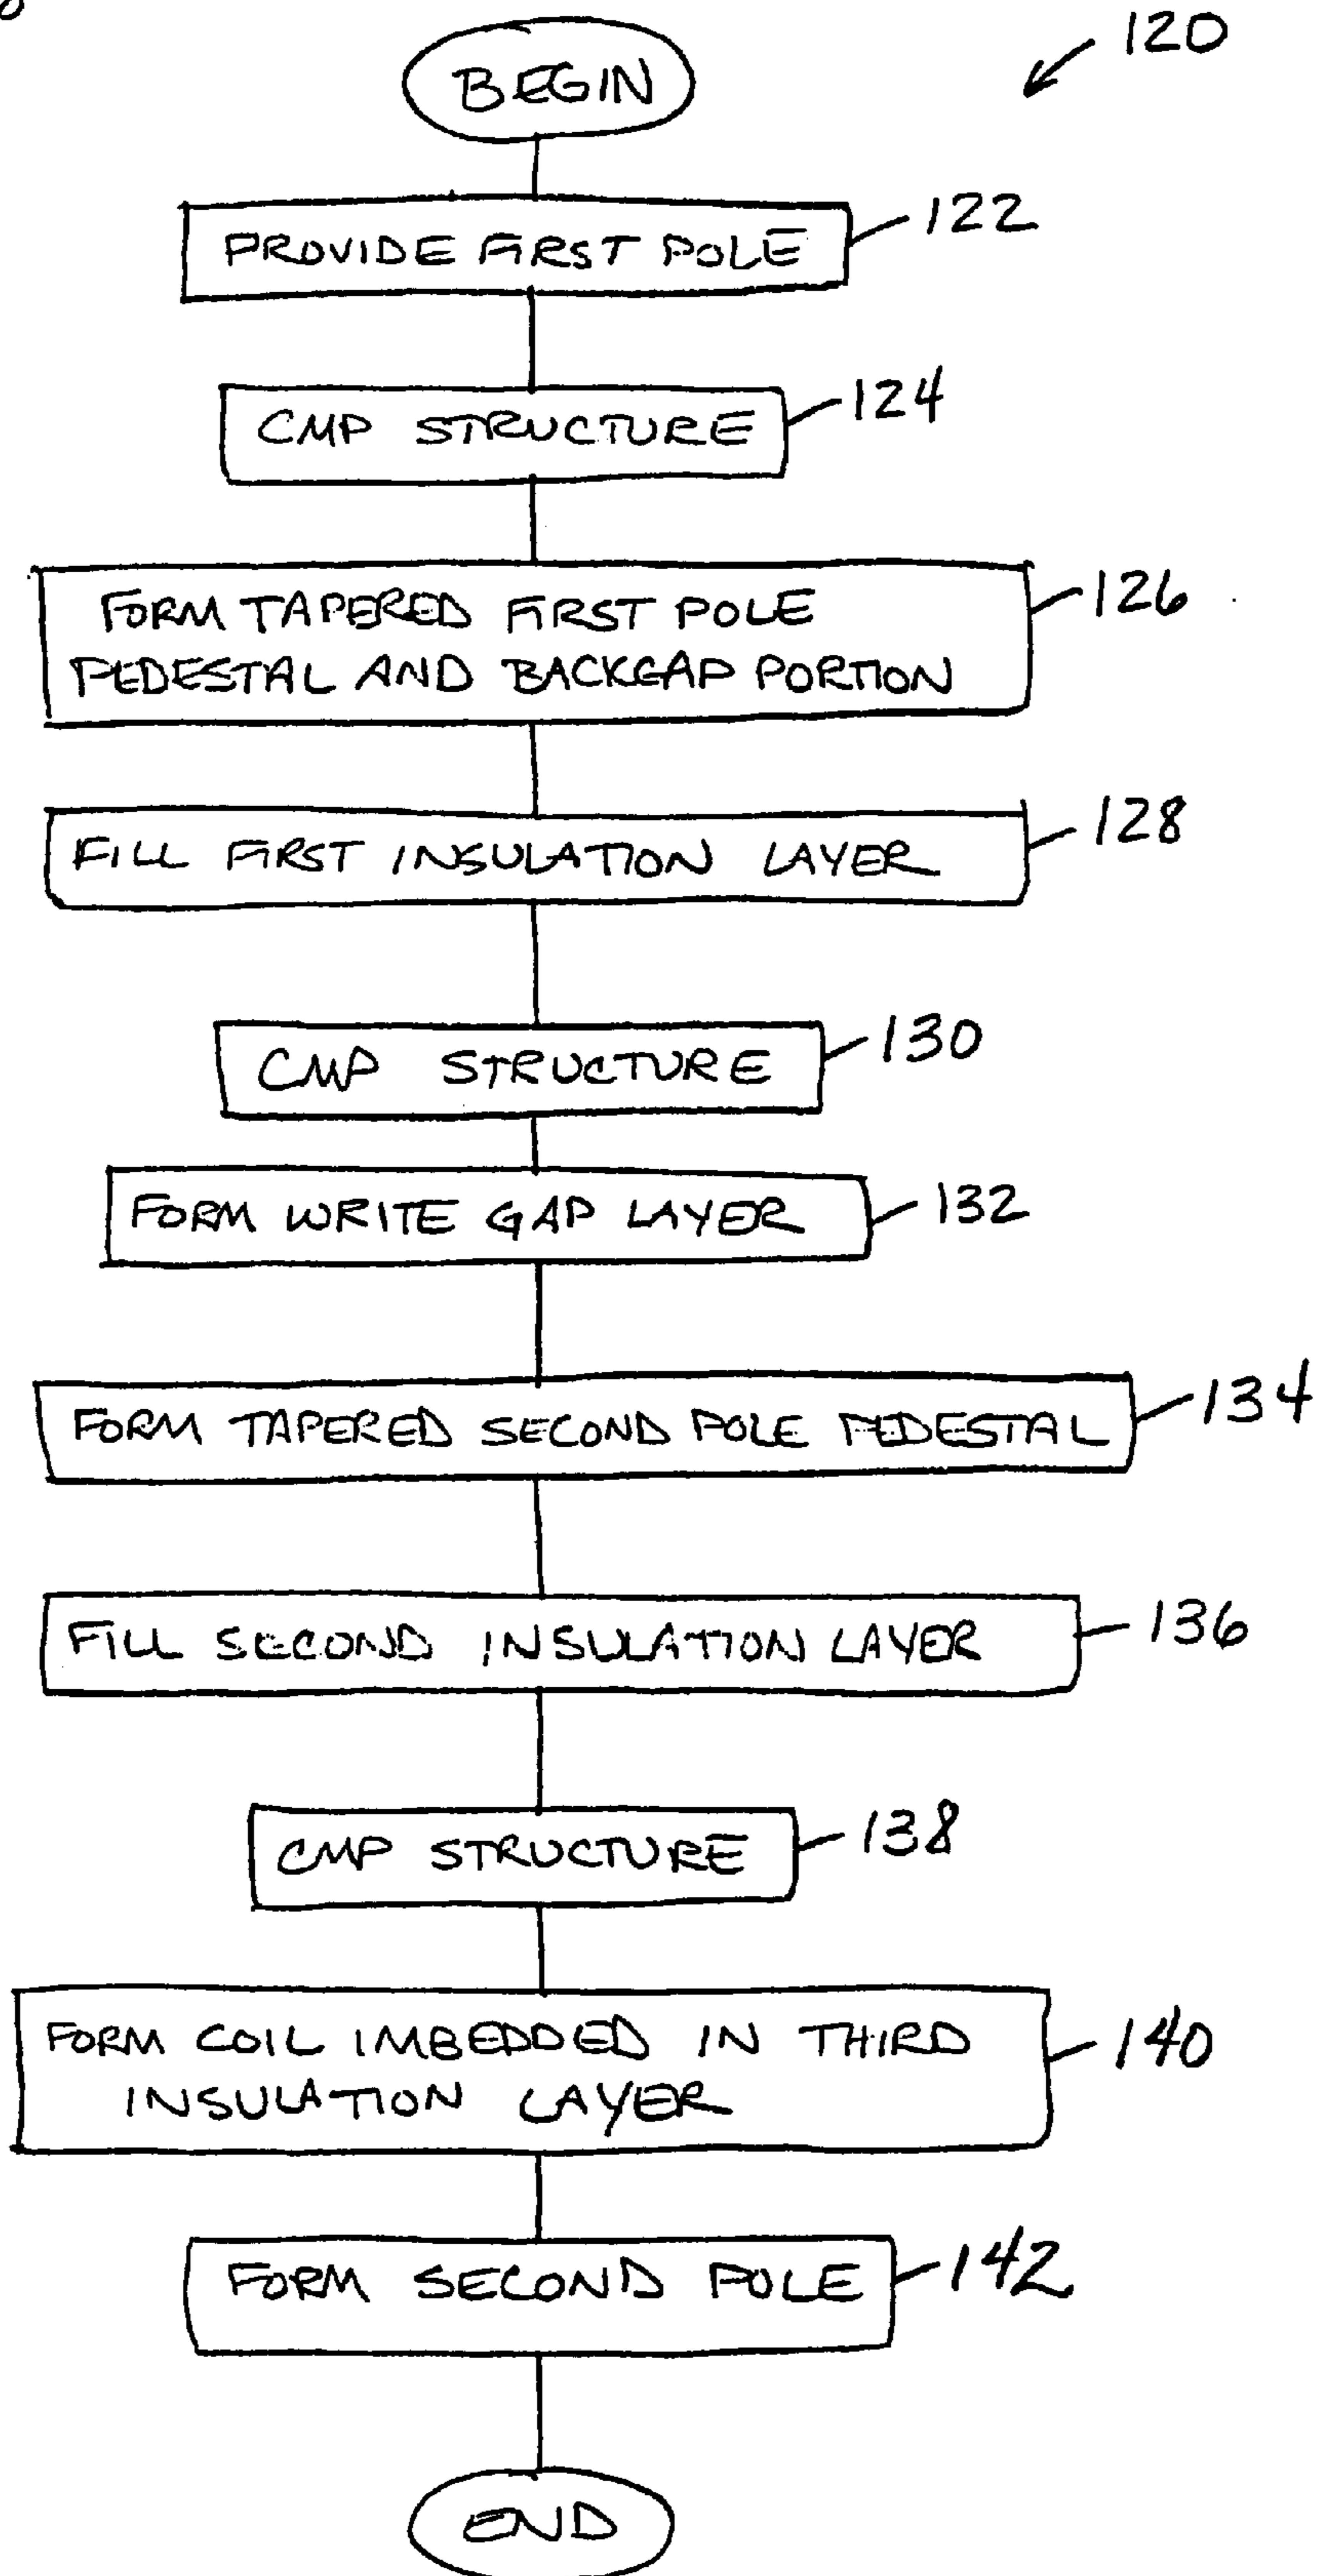 120
BEGIN
PROVIDE FIRST POLE
122
CMP STRUCTURE
124
FORM TAPERED FIRST POLE
PEDESTAL AND BACKGAP PORTION
126
FILL FIRST INSULATION LAYER
128
CMP STRUCTURE
130
FORM WRITE GAP LAYER
132
FORM TAPERED SECOND POLE PEDESTAL
134
FILL SECOND INSULATION LAYER
136
CMP STRUCTURE
138
FORM COIL IMBEDDED IN THIRD
INSULATION LAYER
140
FORM SECOND POLE
142
END